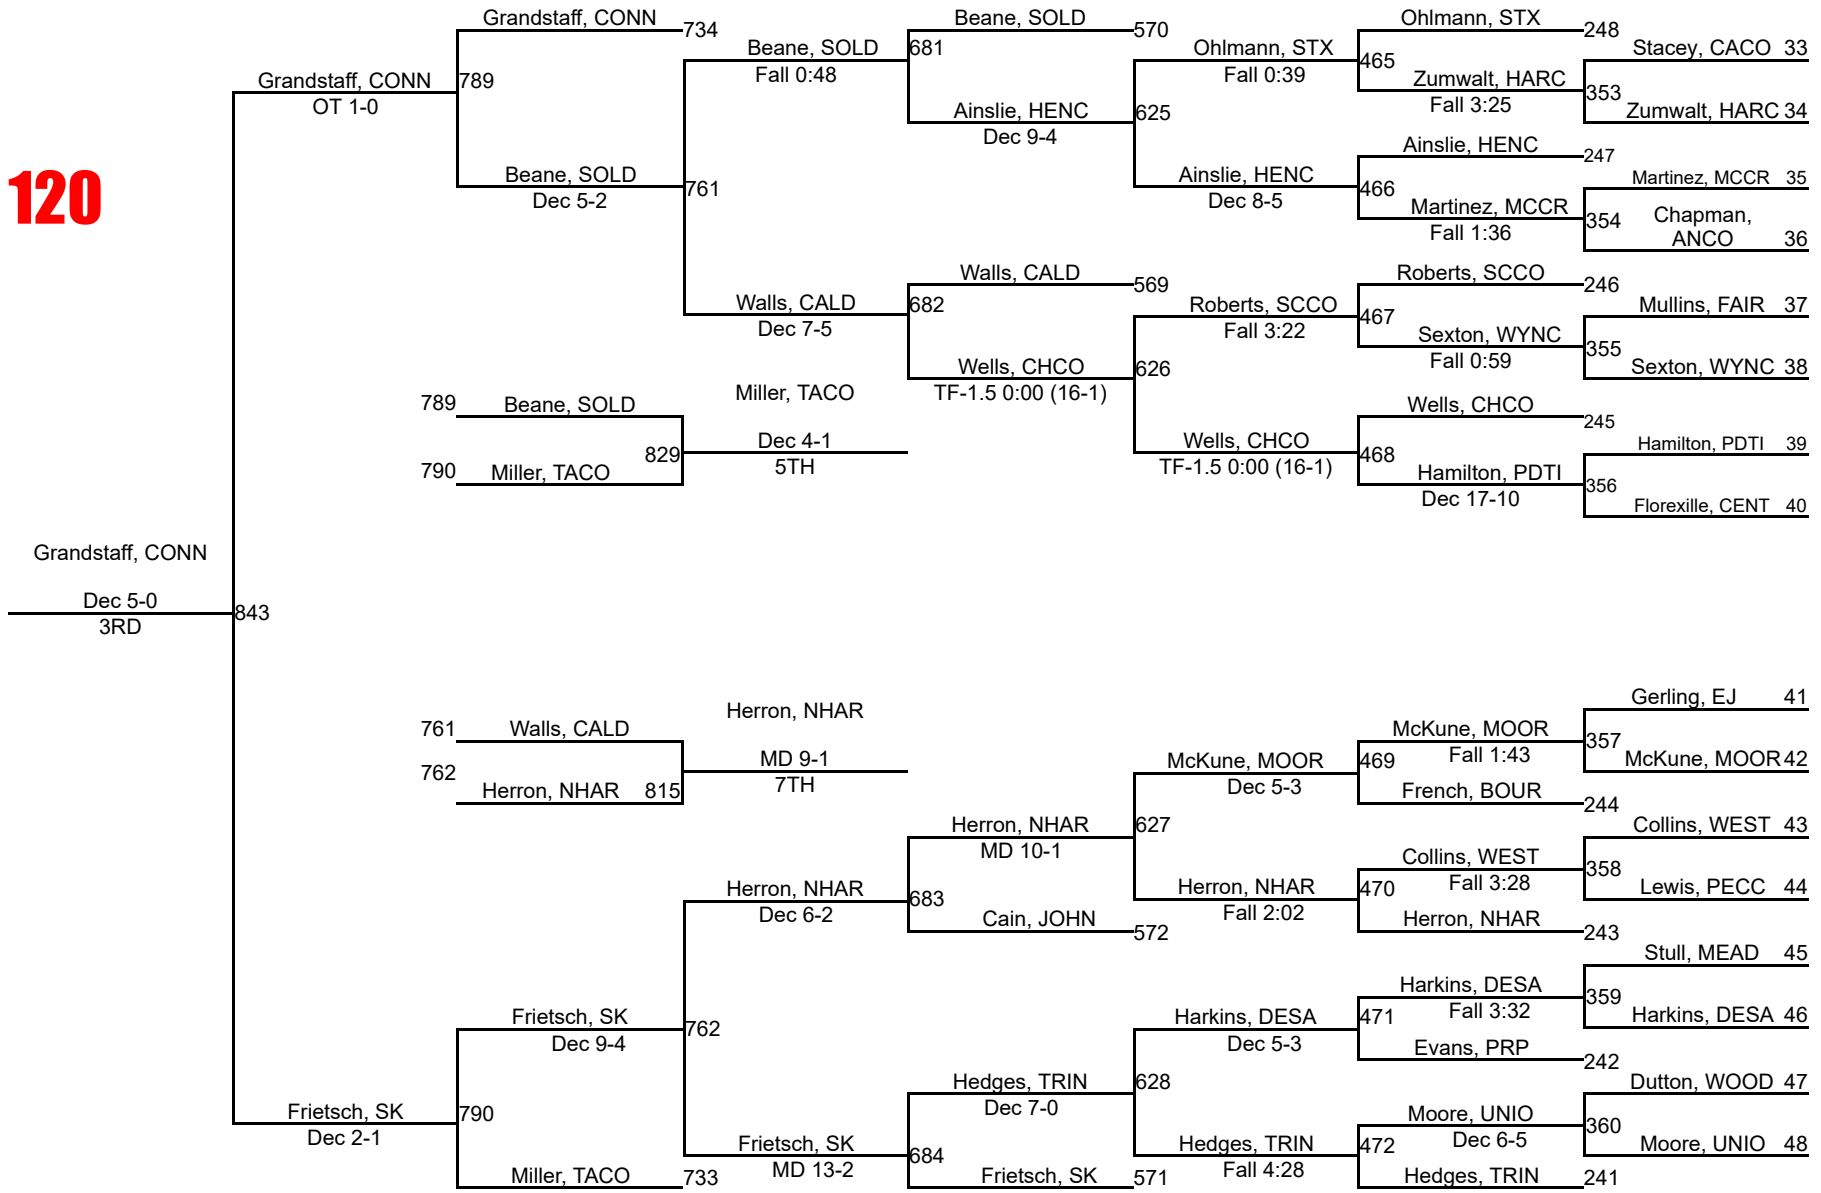 Grandstaff, CONN
734
Beane, SOLD
570
Ohlmann, STX
248
Beane, SOLD
681
Fall 0:48
Ohlmann, STX
465
Fall 0:39
Stacey, CACO 33
Grandstaff, CONN
789
OT 1-0
Zumwalt, HARC
353
Fall 3:25
Ainslie, HENC
625
Dec 9-4
Zumwalt, HARC 34
Ainslie, HENC
247
120
Beane, SOLD
761
Dec 5-2
Ainslie, HENC
466
Dec 8-5
Martinez, MCCR 35
Martinez, MCCR
354
Fall 1:36
Chapman,
ANCO 36
Walls, CALD
569
Roberts, SCCO
246
Walls, CALD
682
Dec 7-5
Roberts, SCCO
467
Fall 3:22
Mullins, FAIR 37
Sexton, WYNC
355
Fall 0:59
Wells, CHCO
626
TF-1.5 0:00 (16-1)
Sexton, WYNC 38
Miller, TACO
789 Beane, SOLD
Wells, CHCO
245
829
Dec 4-1
5TH
Wells, CHCO
468
TF-1.5 0:00 (16-1)
Hamilton, PDTI 39
790 Miller, TACO
Hamilton, PDTI
356
Dec 17-10
Florexille, CENT 40
Grandstaff, CONN
Dec 5-0
843
3RD
Gerling, EJ 41
Herron, NHAR
761 Walls, CALD
McKune, MOOR
357
Fall 1:43
MD 9-1
7TH
McKune, MOOR
469
Dec 5-3
McKune, MOOR 42
762
Herron, NHAR 815
French, BOUR
244
Herron, NHAR
627
MD 10-1
Collins, WEST 43
Collins, WEST
358
Fall 3:28
Herron, NHAR
683
Dec 6-2
Herron, NHAR
470
Fall 2:02
Lewis, PECC 44
Cain, JOHN
572
Herron, NHAR
243
Stull, MEAD 45
Harkins, DESA
359
Fall 3:32
Frietsch, SK
762
Dec 9-4
Harkins, DESA
471
Dec 5-3
Harkins, DESA 46
Evans, PRP
242
Hedges, TRIN
628
Dec 7-0
Dutton, WOOD 47
Frietsch, SK
790
Dec 2-1
Moore, UNIO
360
Dec 6-5
Frietsch, SK
684
MD 13-2
Hedges, TRIN
472
Fall 4:28
Moore, UNIO 48
Miller, TACO
733
Frietsch, SK
571
Hedges, TRIN
241